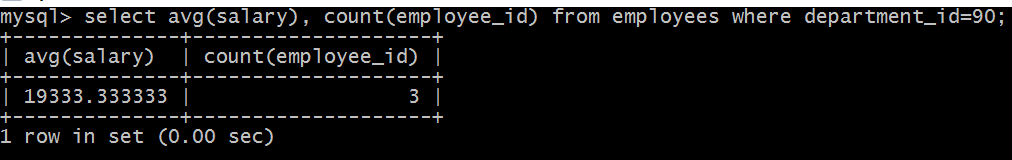 mysql> select avg(salary), count(employee_id) from employees where department_id=90;
+-------------+--------------------+
| avg(salary)  | count(employee_id) |
+-------------+--------------------+
| 19333.333333 |                  3 |
+-------------+--------------------+
1 row in set (0.00 sec)